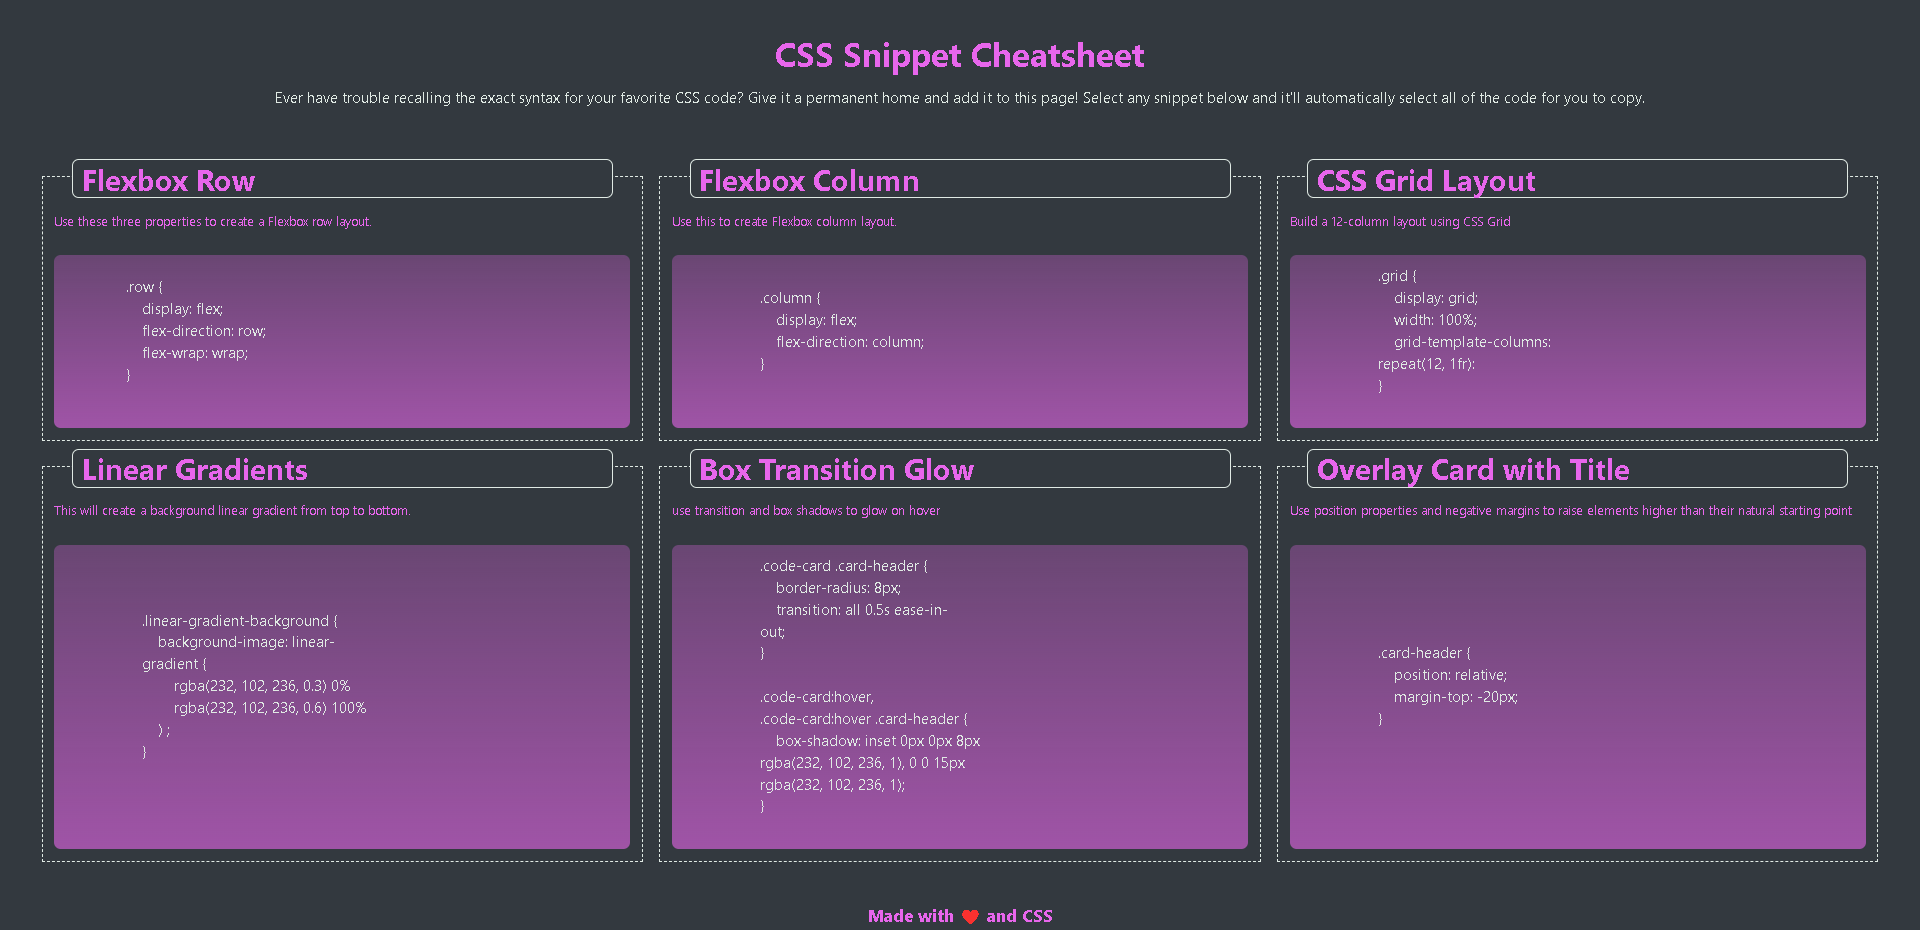 CSS Snippet Cheatsheet
Ever have trouble recalling the exact syntax for your favorite CSS code? Give it a permanent home and add it to this page! Select any snippet below and it'll automatically select all of the code for you to copy.
Flexbox Row
Use these three properties to create a Flexbox row layout.
.row {
display: flex;
flex-direction: row;
flex-wrap: wrap;
}
Flexbox Column
Use this to create Flexbox column layout.
.column {
display: flex;
flex-direction: column;
}
CSS Grid Layout
Build a 12-column layout using CSS Grid
.grid {
display: grid;
width: 100%;
grid-template-columns:
repeat(12, 1fr):
}
Linear Gradients
This will create a background linear gradient from top to bottom.
.linear-gradient-background {
background-image: linear-
gradient {
rgba(232, 102, 236, 0.3) 0%
rgba(232, 102, 236, 0.6) 100%
) ;
}
Box Transition Glow
use transition and box shadows to glow on hover
.code-card .card-header {
border-radius: 8px;
transition: all 0.5s ease-in-
out;
}
.code-card:hover,
.code-card:hover .card-header {
box-shadow: inset 0px 0px 8px
rgba(232, 102, 236, 1), 0 0 15px
rgba(232, 102, 236, 1);
}
Overlay Card with Title
Use position properties and negative margins to raise elements higher than their natural starting point
.card-header {
position: relative;
margin-top: -20px;
}
Made with ❤️ and CSS